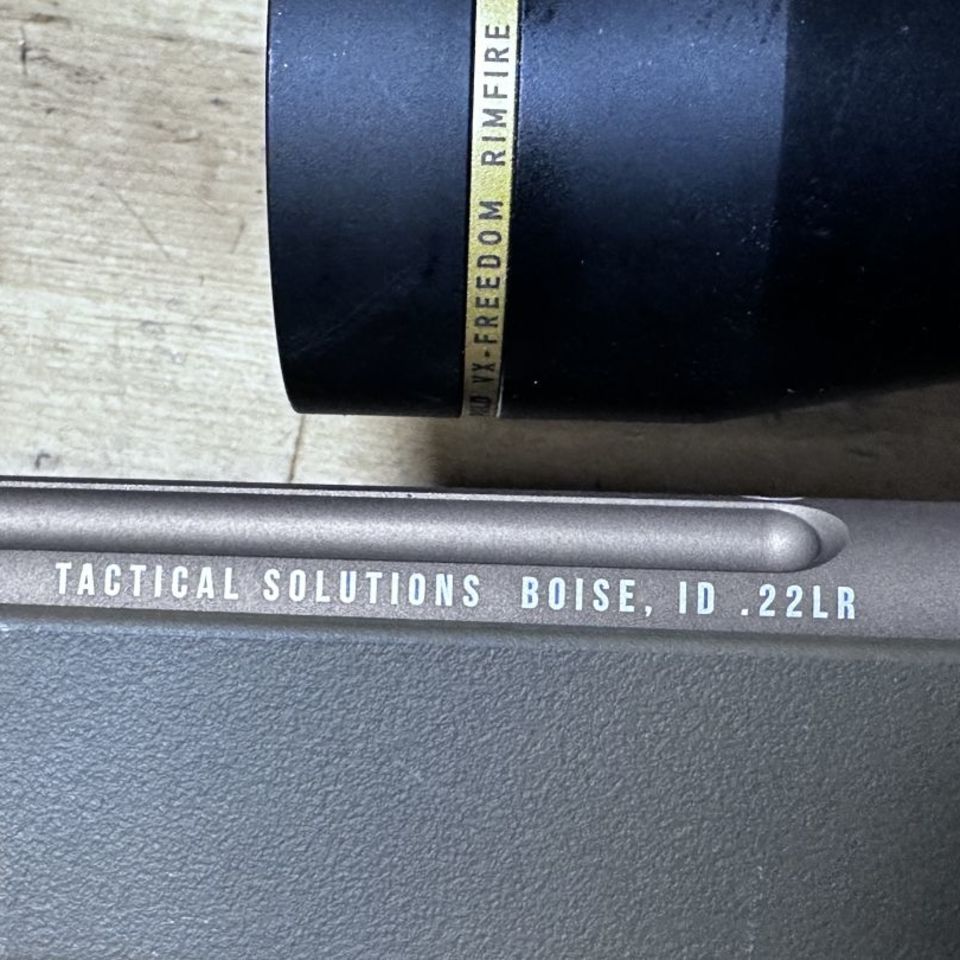 VX-FREEDOM RIMFIRE
TACTICAL SOLUTIONS BOISE, ID .22LR